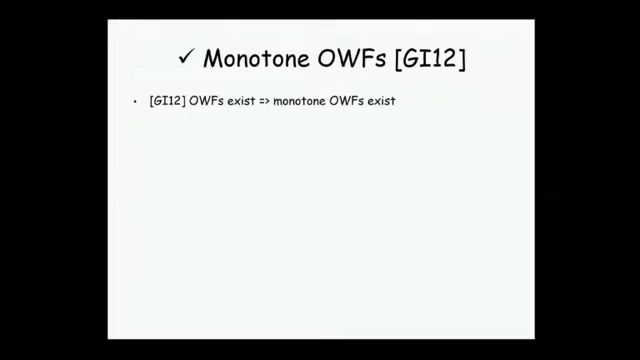 ✓ Monotone OWFs [GI12]
• [GI12] OWFs exist => monotone OWFs exist